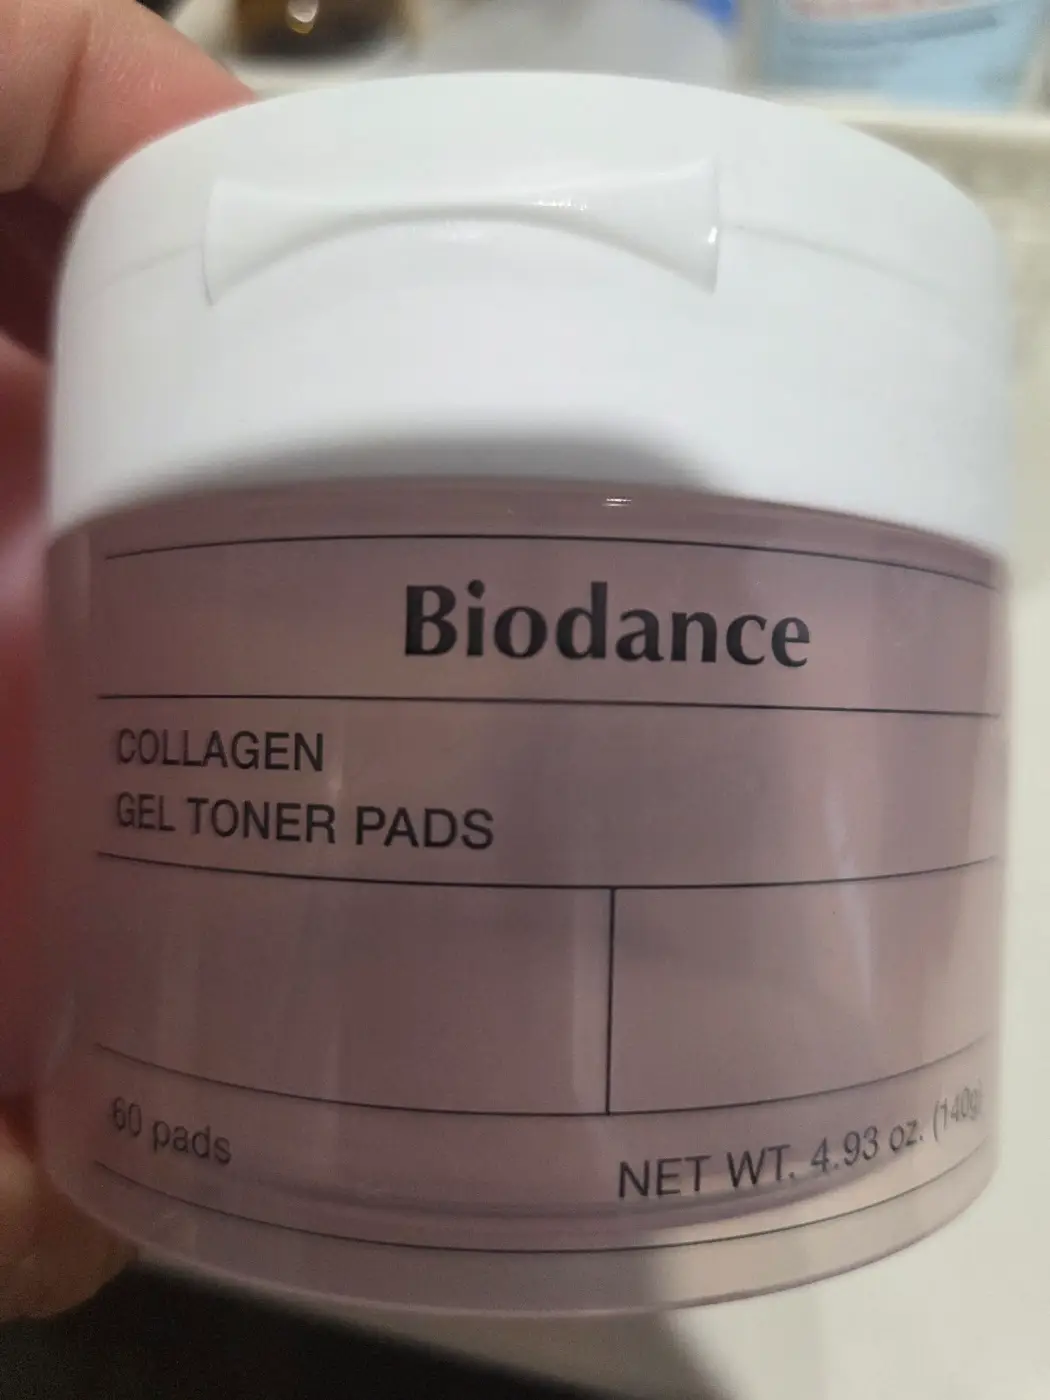 Biodance
COLLAGEN
GEL TONER PADS
60 pads
NET WT. 4.93 oz. (140g)